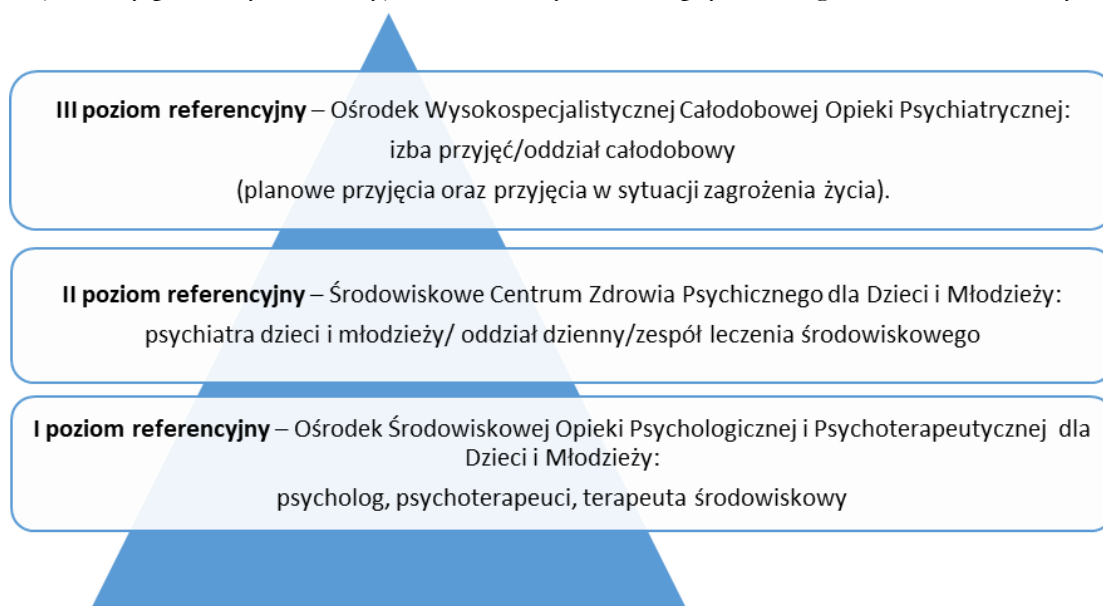 III poziom referencyjny – Ośrodek Wysokospecjalistycznej Całodobowej Opieki Psychiatrycznej:
izba przyjęć/oddział całodobowy
(planowe przyjęcia oraz przyjęcia w sytuacji zagrożenia życia).
II poziom referencyjny – Środowiskowe Centrum Zdrowia Psychicznego dla Dzieci i Młodzieży:
psychiatra dzieci i młodzieży/ oddział dzienny/zespół leczenia środowiskowego
I poziom referencyjny – Ośrodek Środowiskowej Opieki Psychologicznej i Psychoterapeutycznej dla
Dzieci i Młodzieży:
psycholog, psychoterapeuci, terapeuta środowiskowy